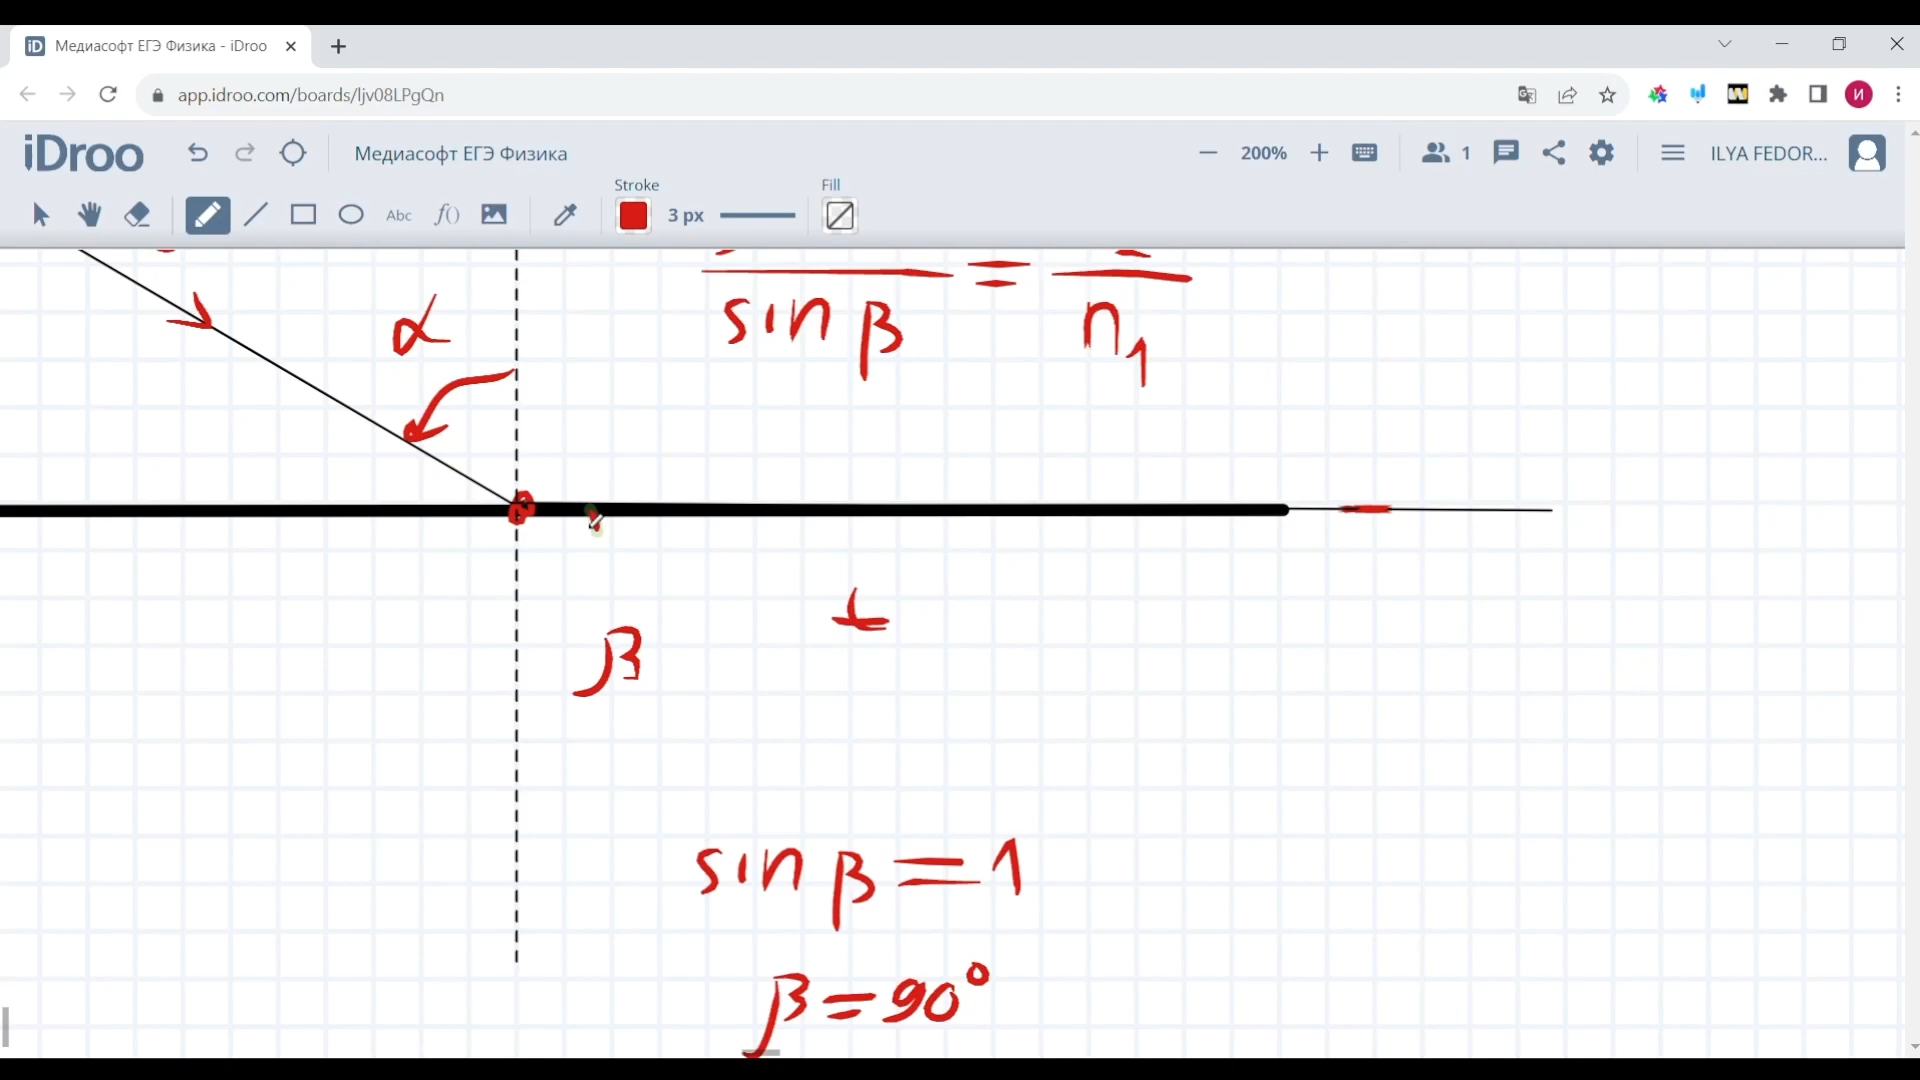 Медиасофт ЕГЭ Физика - iDroo
app.idroo.com/boards/ljv08LPgQn
iDroo
Медиасофт ЕГЭ Физика
200%
1
ILYA FEDOR...
Abc
f()
Stroke
3 px
Fill
α
sin β = n₁
β
sin β = 1
β = 90°